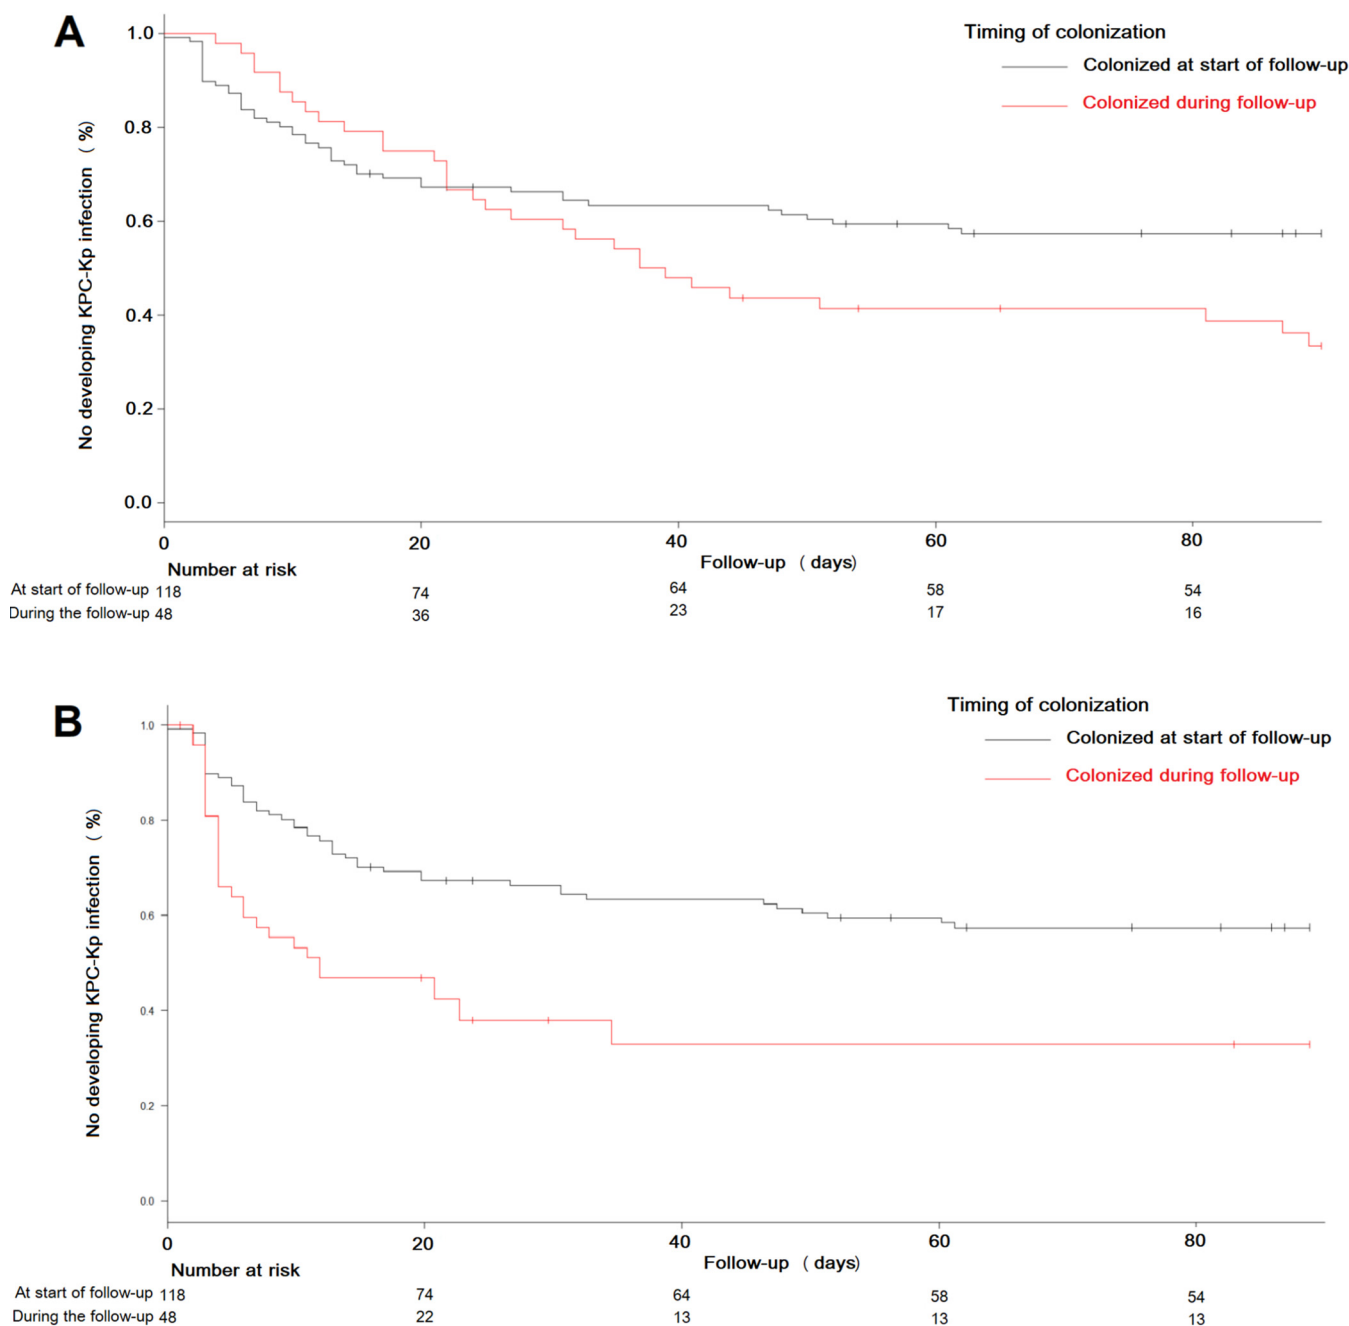 A
Timing of colonization
Colonized at start of follow-up
Colonized during follow-up
No developing KPC-Kp infection ( %)
1.0
0.8
0.6
0.4
0.2
0.0
0 20 40 60 80
Follow-up ( days)
Number at risk
At start of follow-up 118 74 64 58 54
During the follow-up 48 36 23 17 16
B
Timing of colonization
Colonized at start of follow-up
Colonized during follow-up
No developing KPC-Kp infection ( %)
1.0
0.8
0.6
0.4
0.2
0.0
0 20 40 60 80
Follow-up ( days)
Number at risk
At start of follow-up 118 74 64 58 54
During the follow-up 48 22 13 13 13